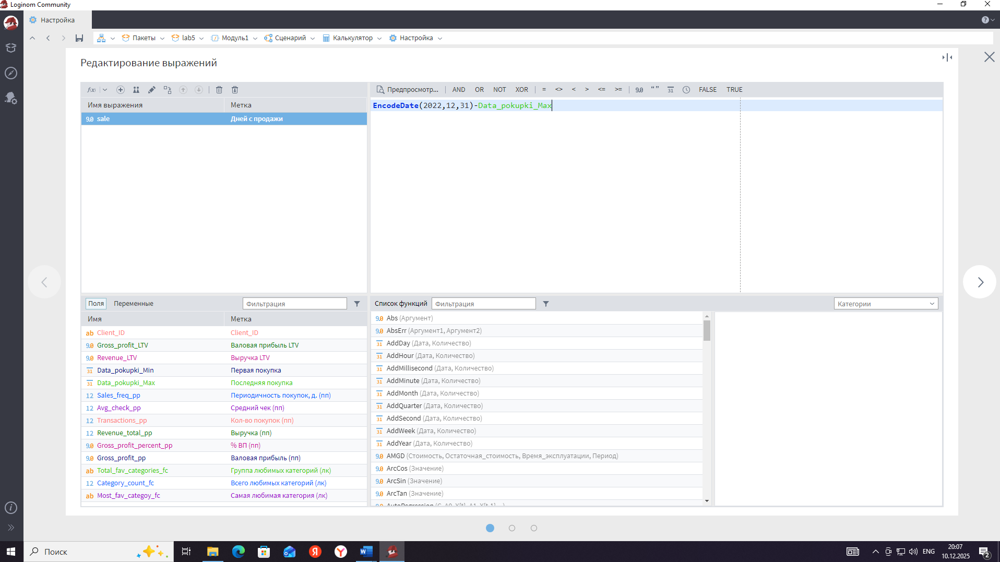 Loginom Community
Настройка
Пакеты lab5 Модуль1 Сценарий Калькулятор Настройка
Редактирование выражений
f(x)
Имя выражения Метка
9.0 sale Дней с продажи
Предпросмотр... AND OR NOT XOR = <> < > <= >= 9.0 “ ” 31 FALSE TRUE
EncodeDate(2022,12,31)-Data_pokupki_Max
Поля Переменные Фильтрация
Имя Метка
ab Client_ID Client_ID
9.0 Gross_profit_LTV Валовая прибыль LTV
9.0 Revenue_LTV Выручка LTV
31 Data_pokupki_Min Первая покупка
31 Data_pokupki_Max Последняя покупка
12 Sales_freq_pp Периодичность покупок, д. (пп)
12 Avg_check_pp Средний чек (пп)
12 Transactions_pp Кол-во покупок (пп)
12 Revenue_total_pp Выручка (пп)
9.0 Gross_profit_percent_pp % ВП (пп)
9.0 Gross_profit_pp Валовая прибыль (пп)
ab Total_fav_categories_fc Группа любимых категорий (лк)
12 Category_count_fc Всего любимых категорий (лк)
ab Most_fav_categoy_fc Самая любимая категория (лк)
Список функций Фильтрация Категории
9.0 Abs (Аргумент)
9.0 AbsErr (Аргумент1, Аргумент2)
31 AddDay (Дата, Количество)
31 AddHour (Дата, Количество)
31 AddMillisecond (Дата, Количество)
31 AddMinute (Дата, Количество)
31 AddMonth (Дата, Количество)
31 AddQuarter (Дата, Количество)
31 AddSecond (Дата, Количество)
31 AddWeek (Дата, Количество)
31 AddYear (Дата, Количество)
9.0 AMGD (Стоимость, Остаточная_стоимость, Время_эксплуатации, Период)
9.0 ArcCos (Значение)
9.0 ArcSin (Значение)
9.0 ArcTan (Значение)
Поиск
ENG
20:07
10.12.2025
2